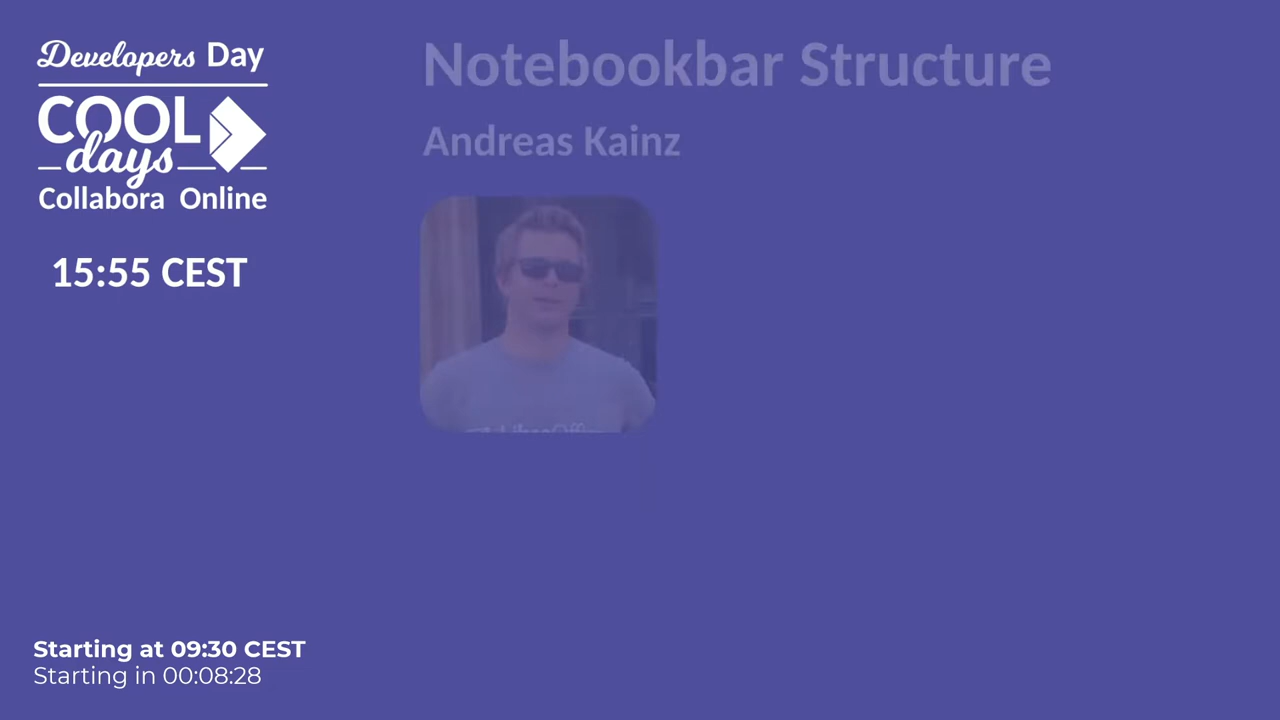 Developers Day
COOL
days
Collabora Online
15:55 CEST
Notebookbar Structure
Andreas Kainz
Starting at 09:30 CEST
Starting in 00:08:28